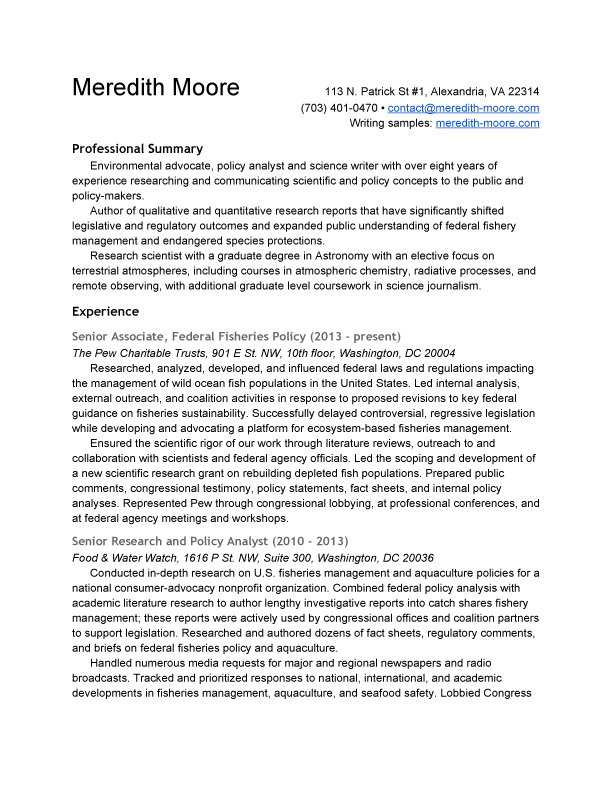 Meredith Moore
113 N. Patrick St #1, Alexandria, VA 22314
(703) 401-0470 • contact@meredith-moore.com
Writing samples: meredith-moore.com
Professional Summary
Environmental advocate, policy analyst and science writer with over eight years of
experience researching and communicating scientific and policy concepts to the public and
policy-makers.
Author of qualitative and quantitative research reports that have significantly shifted
legislative and regulatory outcomes and expanded public understanding of federal fishery
management and endangered species protections.
Research scientist with a graduate degree in Astronomy with an elective focus on
terrestrial atmospheres, including courses in atmospheric chemistry, radiative processes, and
remote observing, with additional graduate level coursework in science journalism.
Experience
Senior Associate, Federal Fisheries Policy (2013 - present)
The Pew Charitable Trusts, 901 E St. NW, 10th floor, Washington, DC 20004
Researched, analyzed, developed, and influenced federal laws and regulations impacting
the management of wild ocean fish populations in the United States. Led internal analysis,
external outreach, and coalition activities in response to proposed revisions to key federal
guidance on fisheries sustainability. Successfully delayed controversial, regressive legislation
while developing and advocating a platform for ecosystem-based fisheries management.
Ensured the scientific rigor of our work through literature reviews, outreach to and
collaboration with scientists and federal agency officials. Led the scoping and development of
a new scientific research grant on rebuilding depleted fish populations. Prepared public
comments, congressional testimony, policy statements, fact sheets, and internal policy
analyses. Represented Pew through congressional lobbying, at professional conferences, and
at federal agency meetings and workshops.
Senior Research and Policy Analyst (2010 - 2013)
Food & Water Watch, 1616 P St. NW, Suite 300, Washington, DC 20036
Conducted in-depth research on U.S. fisheries management and aquaculture policies for a
national consumer-advocacy nonprofit organization. Combined federal policy analysis with
academic literature research to author lengthy investigative reports into catch shares fishery
management; these reports were actively used by congressional offices and coalition partners
to support legislation. Researched and authored dozens of fact sheets, regulatory comments,
and briefs on federal fisheries policy and aquaculture.
Handled numerous media requests for major and regional newspapers and radio
broadcasts. Tracked and prioritized responses to national, international, and academic
developments in fisheries management, aquaculture, and seafood safety. Lobbied Congress